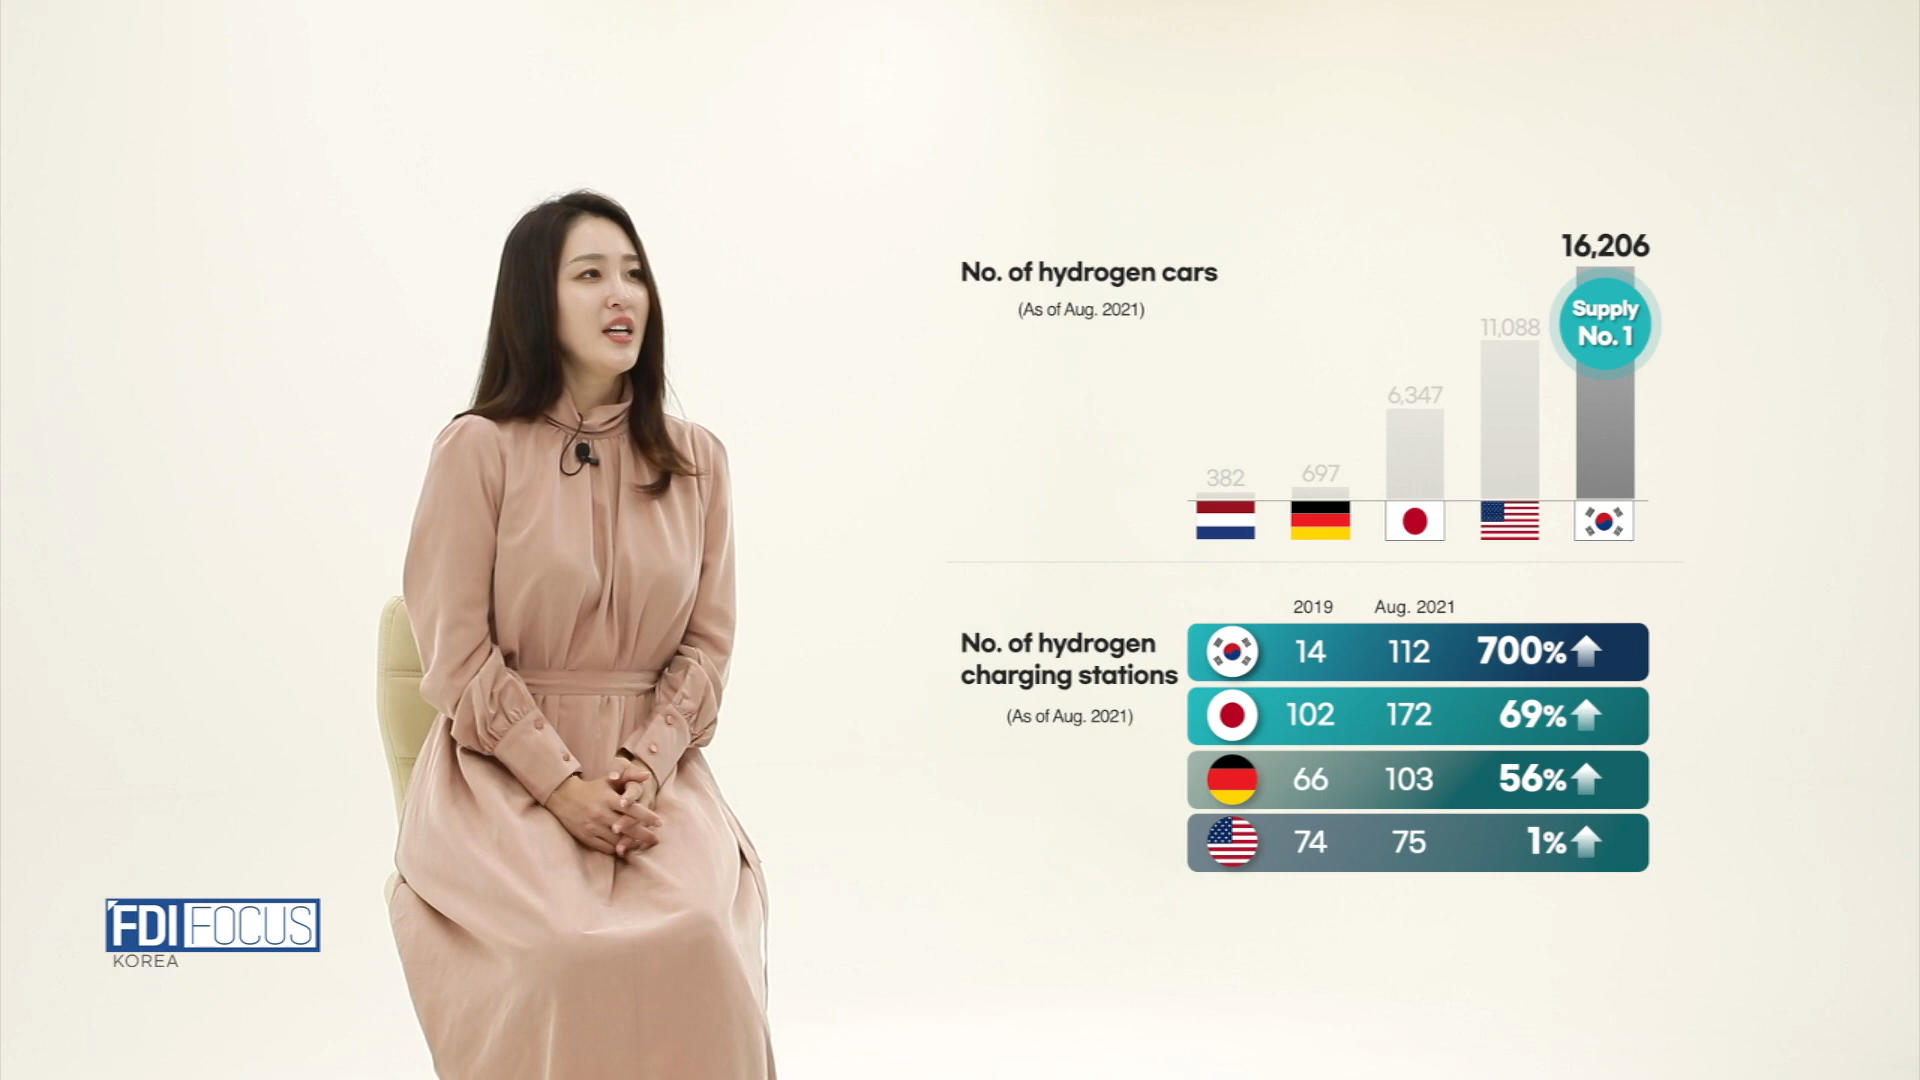 No. of hydrogen cars
(As of Aug. 2021)
16,206
Supply
No. 1
11,088
6,347
697
382
2019 Aug. 2021
No. of hydrogen
charging stations
(As of Aug. 2021)
14 112 700%
102 172 69%
66 103 56%
74 75 1%
FDI FOCUS
KOREA